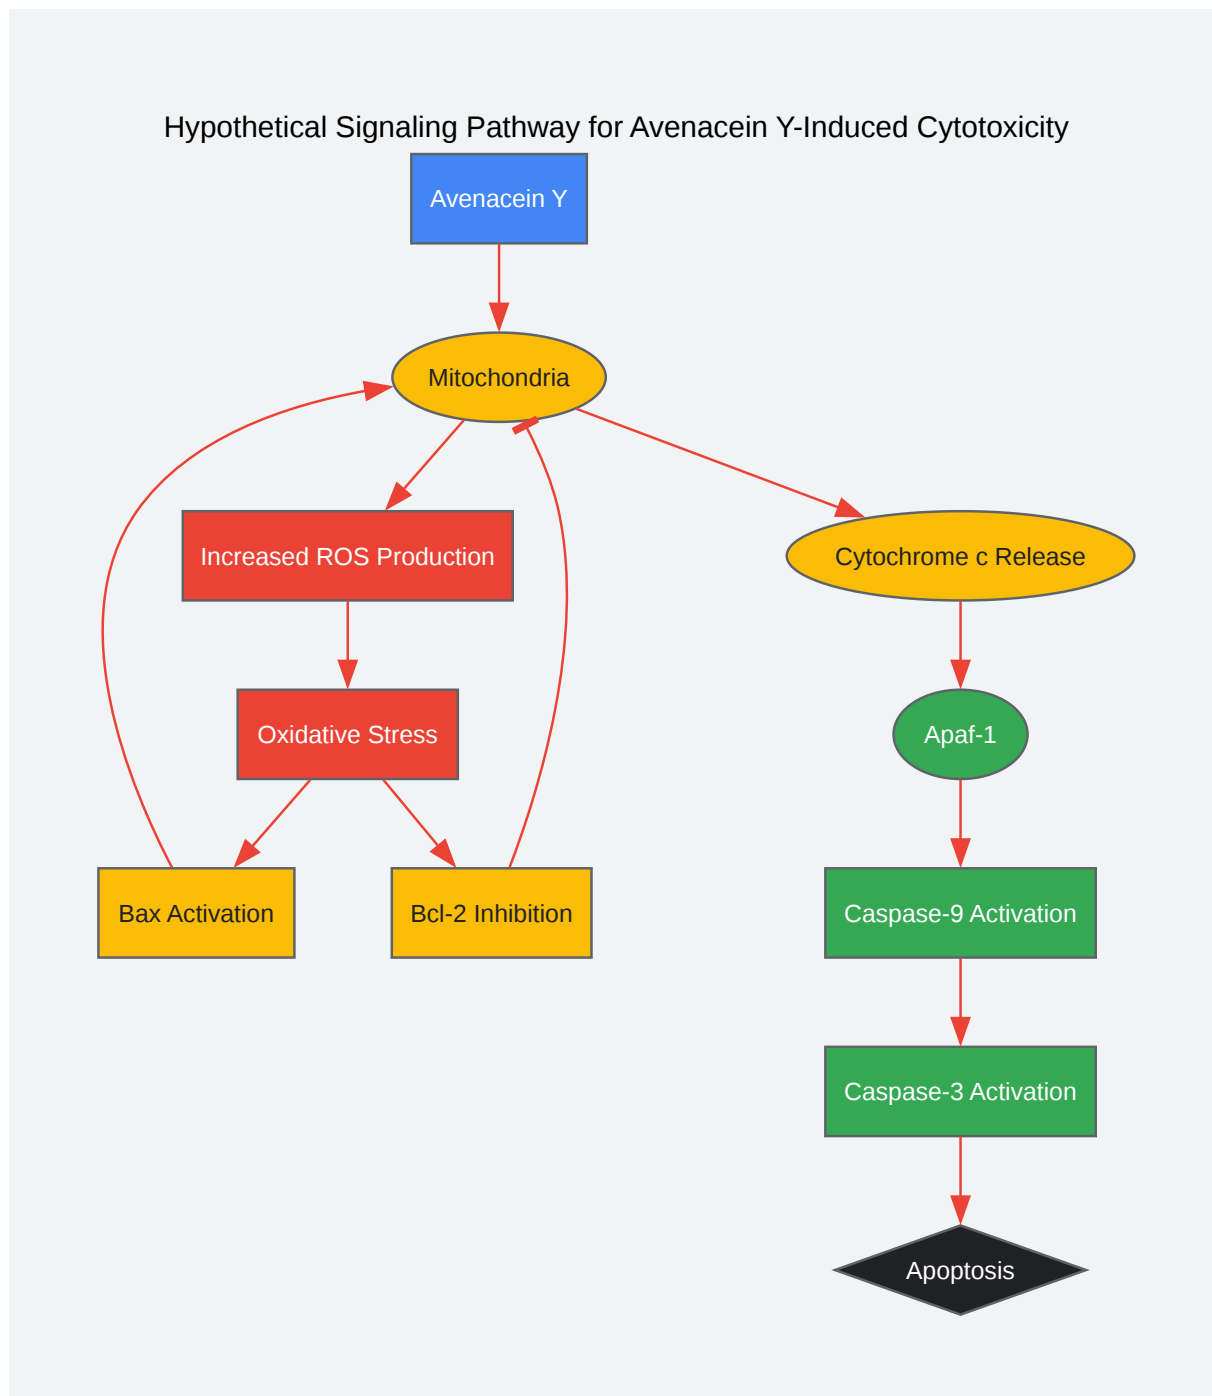 Hypothetical Signaling Pathway for Avenacein Y-Induced Cytotoxicity
Avenacein Y
Mitochondria
Increased ROS Production
Cytochrome c Release
Oxidative Stress
Apaf-1
Bax Activation
Bcl-2 Inhibition
Caspase-9 Activation
Caspase-3 Activation
Apoptosis